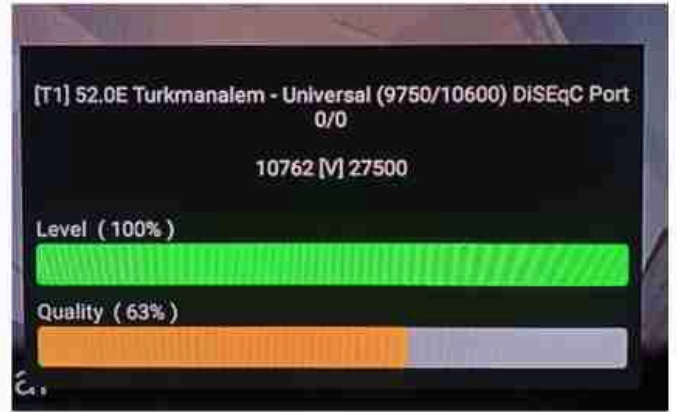 [T1] 52.0E Turkmanalem - Universal (9750/10600) DiSEqC Port
0/0
10762 [V] 27500
Level ( 100% )
Quality ( 63% )